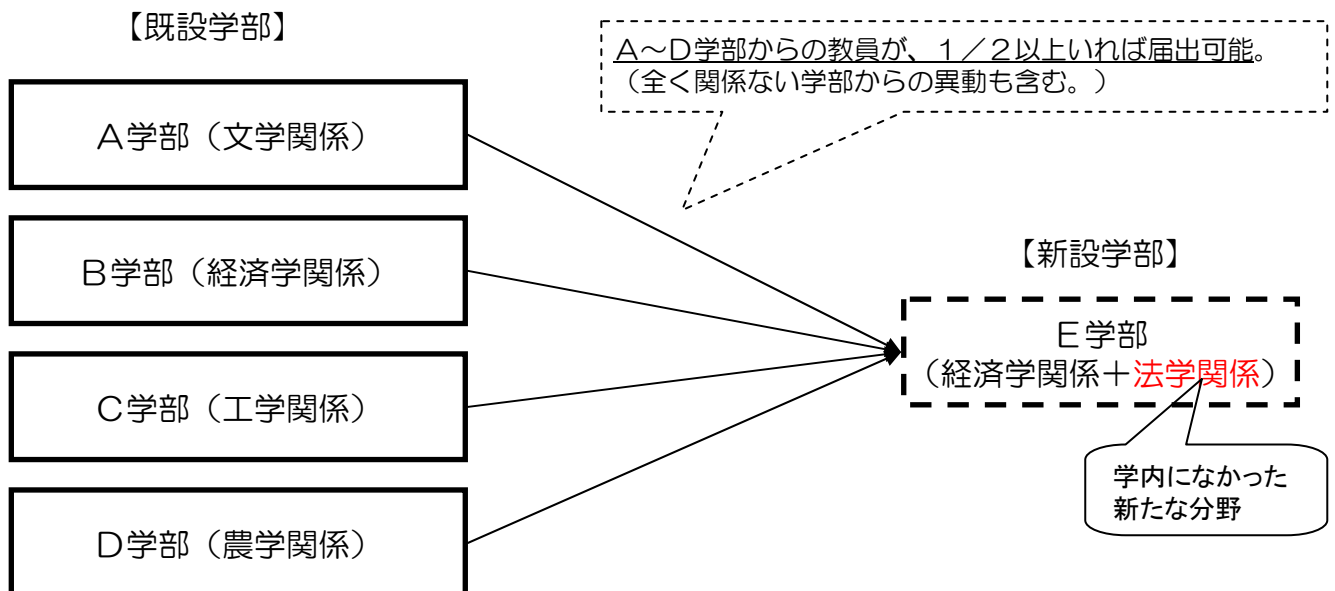 【既設学部】
A～D学部からの教員が、１／２以上いれば届出可能。
（全く関係ない学部からの異動も含む。）
A学部（文学関係）
B学部（経済学関係）
C学部（工学関係）
D学部（農学関係）
【新設学部】
E学部
（経済学関係＋法学関係）
学内になかった
新たな分野